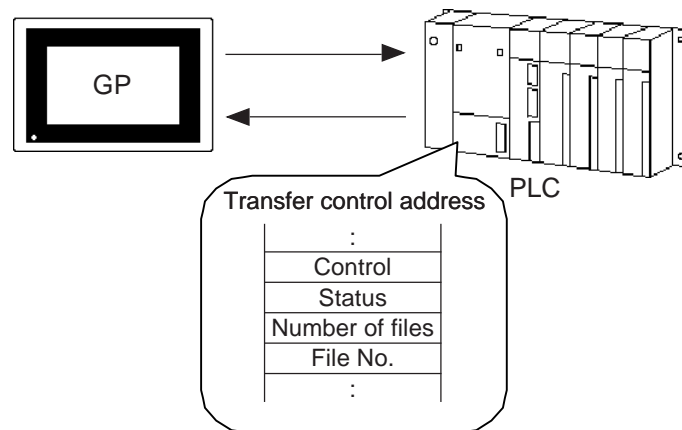 GP
PLC
Transfer control address
:
Control
Status
Number of files
File No.
: